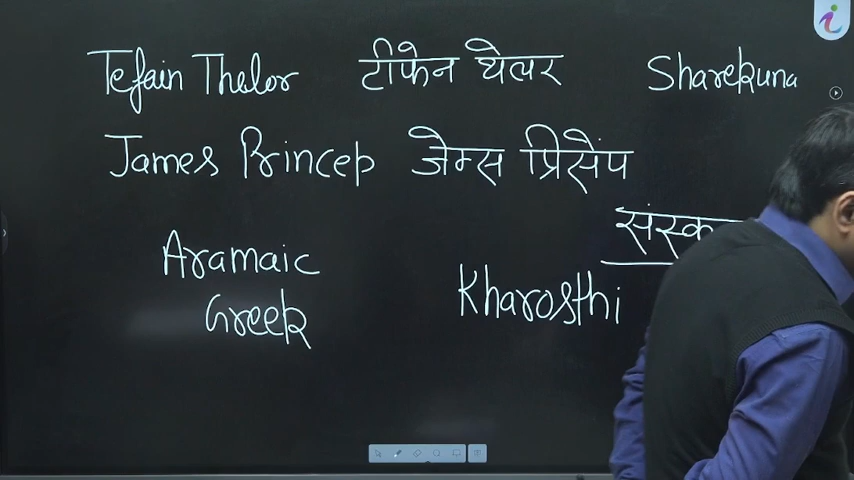 Tefain Thelor टीफेन थेलर Sharekuna
James Princep जेम्स प्रिसेंप
संस्क
Aramaic
Kharosthi
Greek